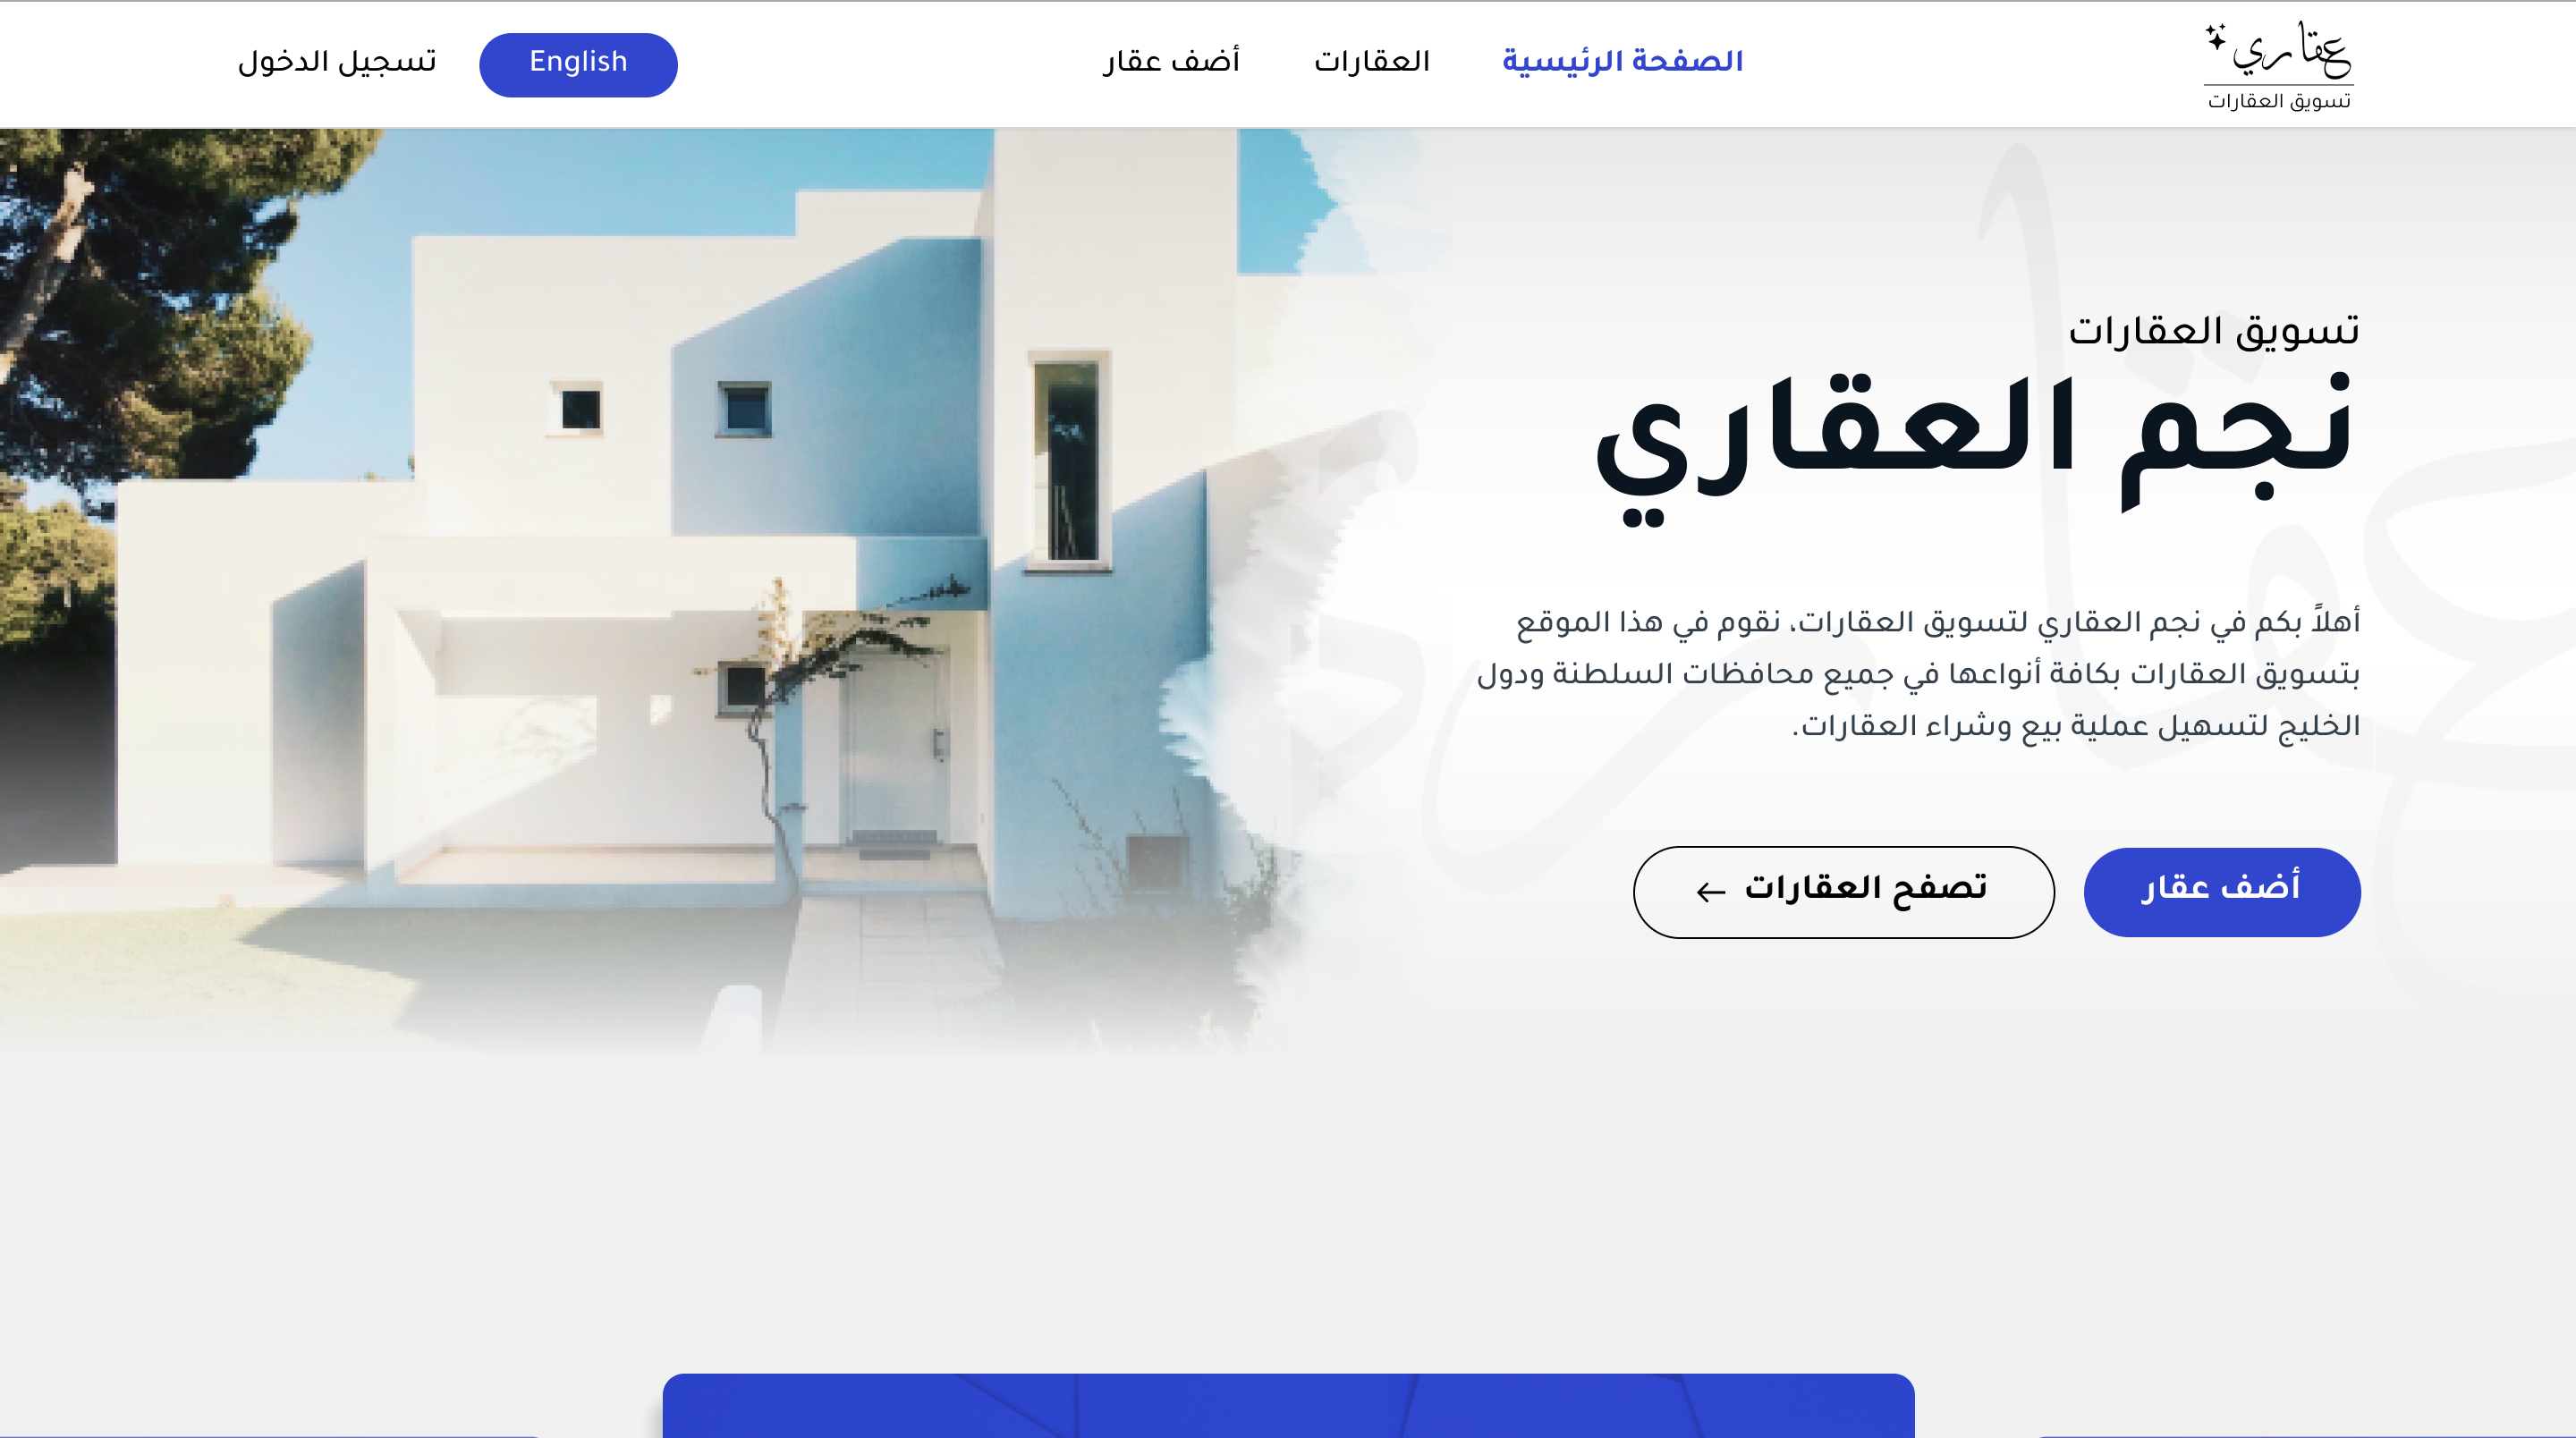 عقاري
تسويق العقارات
الصفحة الرئيسية
العقارات
أضف عقار
English
تسجيل الدخول
تسويق العقارات
نجم العقاري
أهلاً بكم في نجم العقاري لتسويق العقارات، نقوم في هذا الموقع
بتسويق العقارات بكافة أنواعها في جميع محافظات السلطنة ودول
الخليج لتسهيل عملية بيع وشراء العقارات.
أضف عقار
تصفح العقارات ←